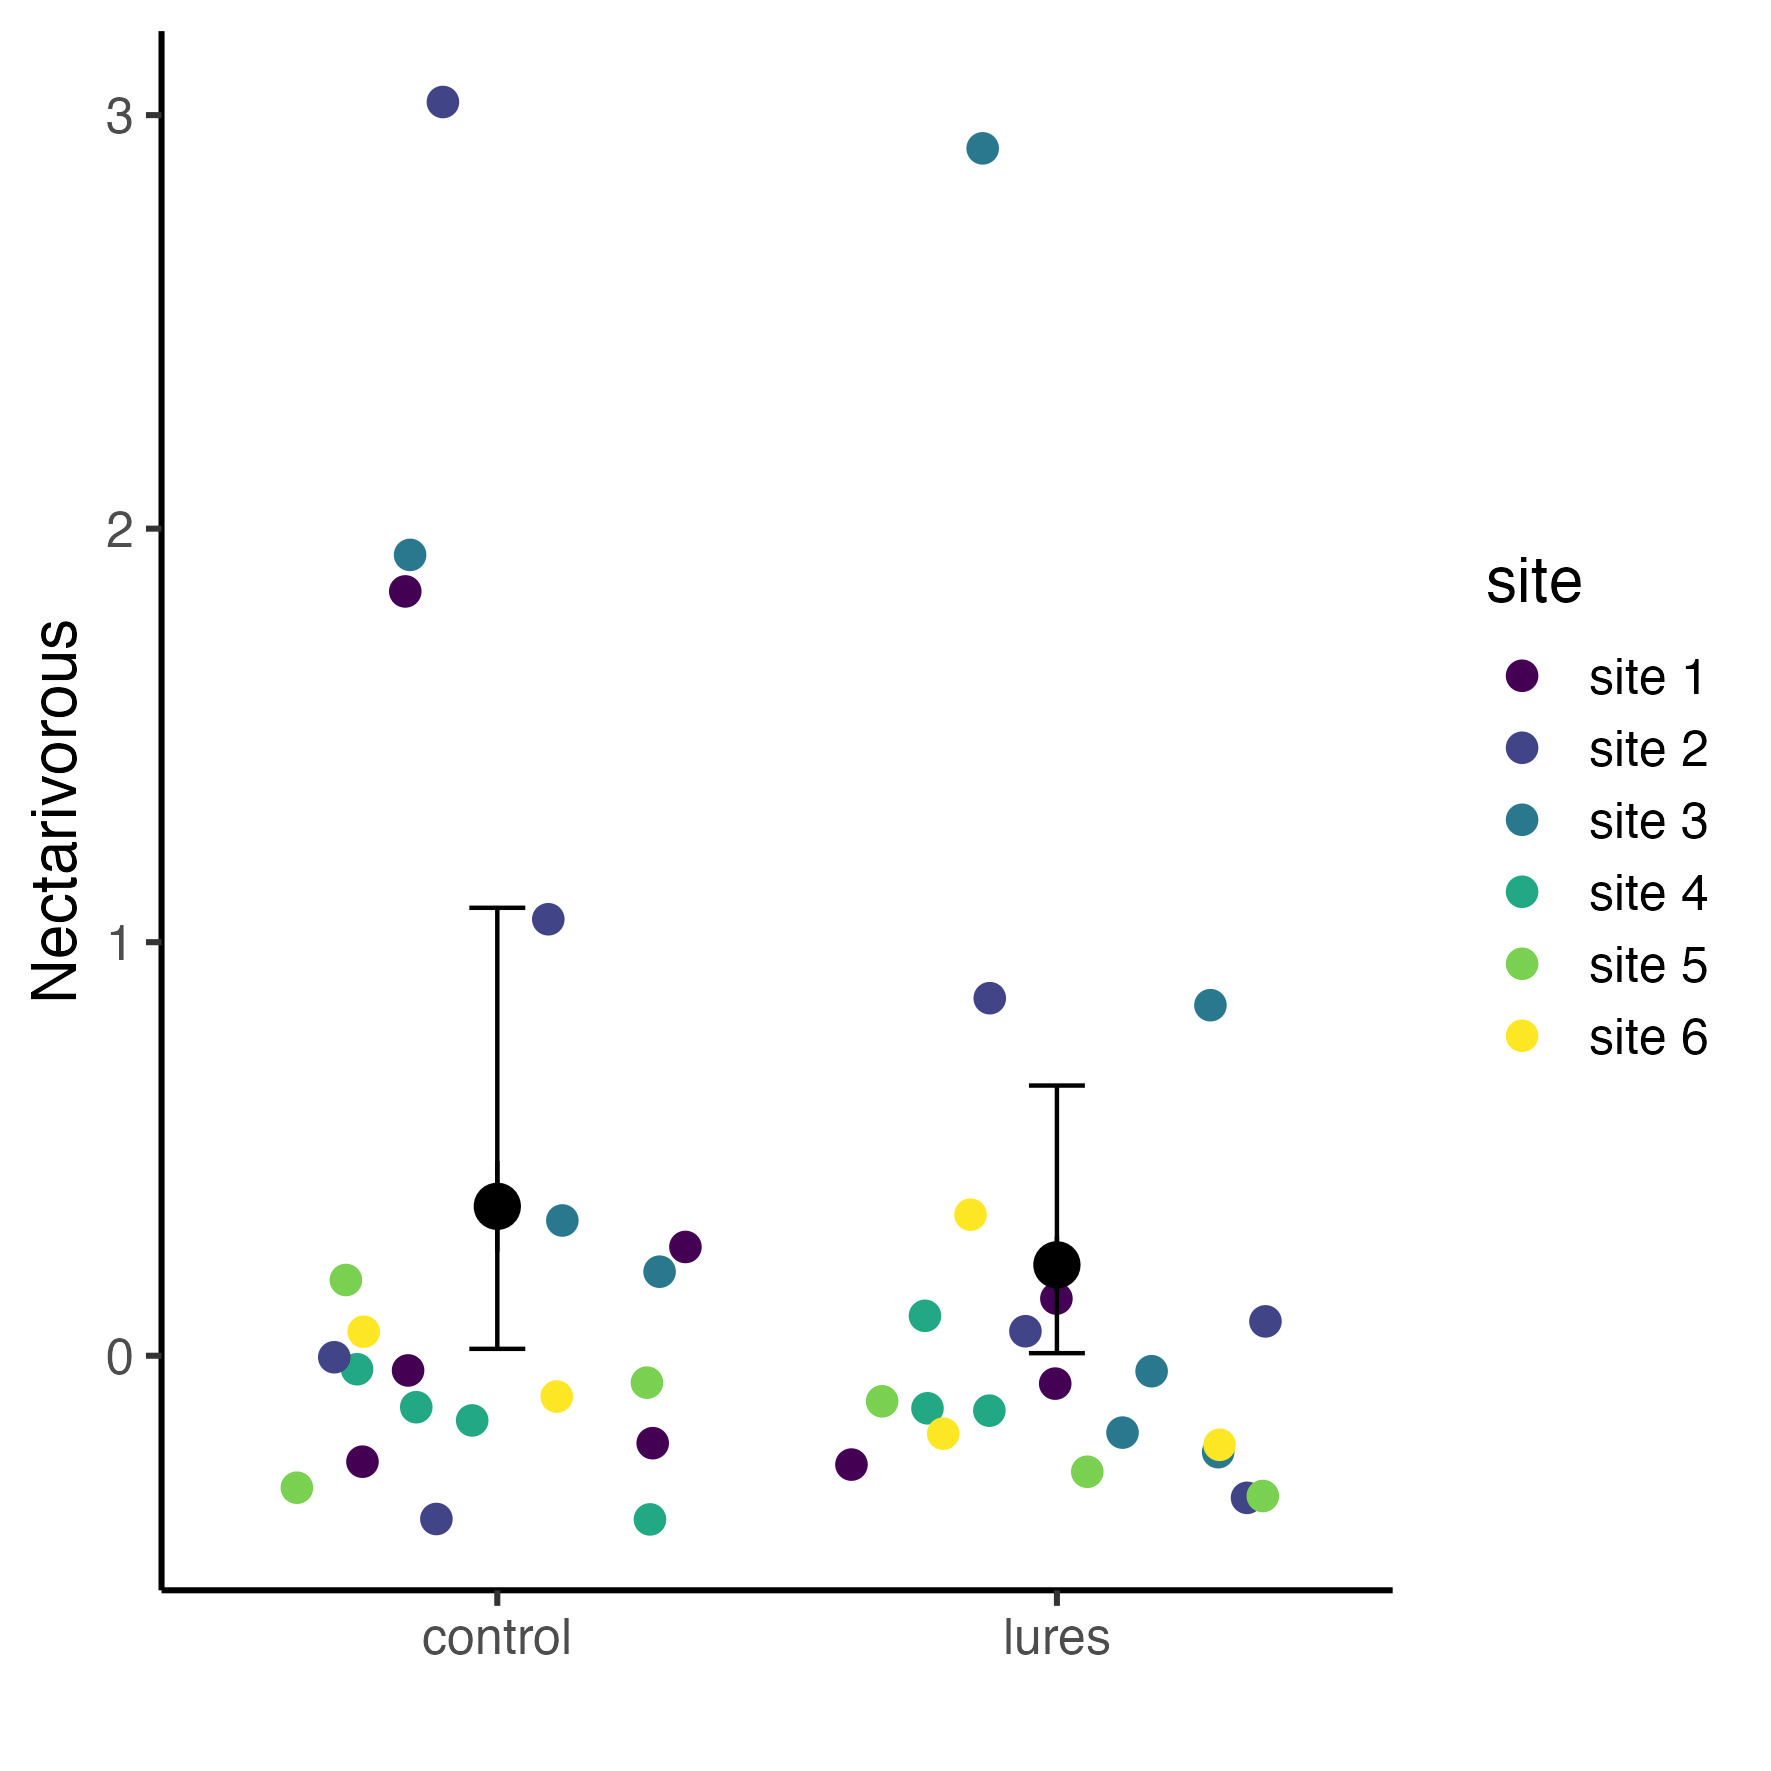 Nectarivorous
3
2
1
0
control
lures
site
site 1
site 2
site 3
site 4
site 5
site 6